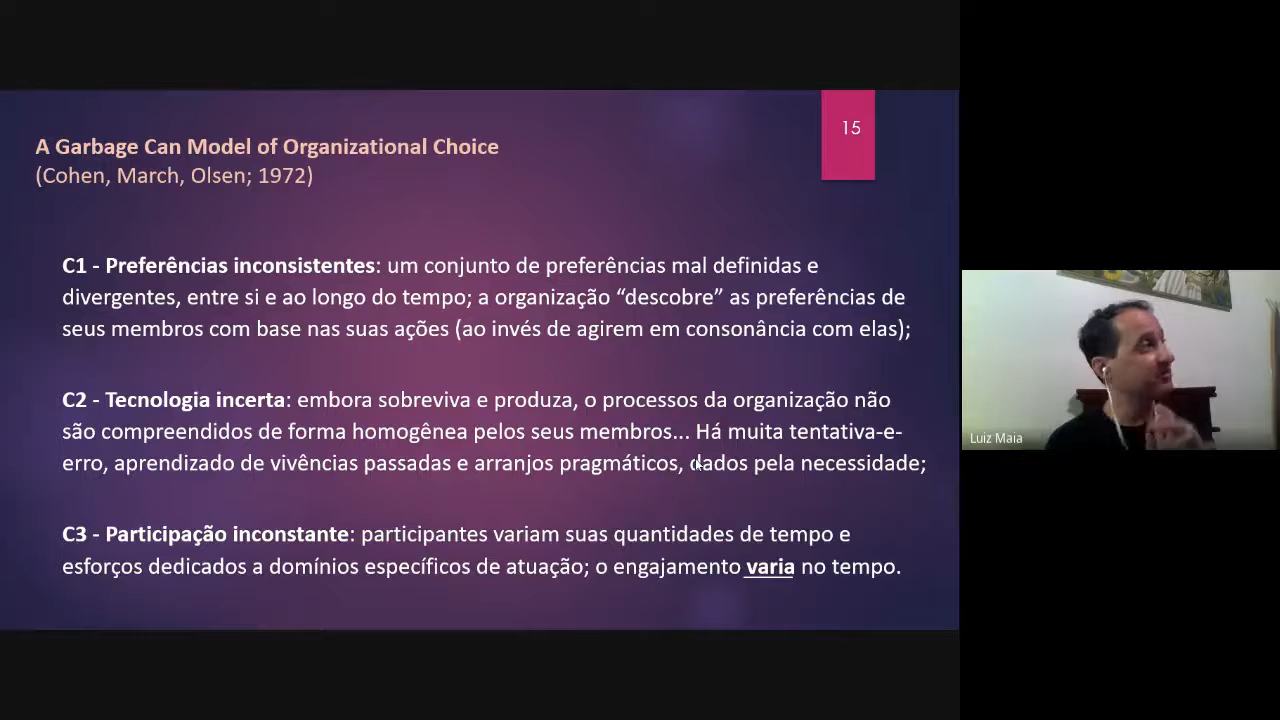 15
A Garbage Can Model of Organizational Choice
(Cohen, March, Olsen; 1972)
C1 - Preferências inconsistentes: um conjunto de preferências mal definidas e
divergentes, entre si e ao longo do tempo; a organização “descobre” as preferências de
seus membros com base nas suas ações (ao invés de agirem em consonância com elas);
C2 - Tecnologia incerta: embora sobreviva e produza, o processos da organização não
são compreendidos de forma homogênea pelos seus membros... Há muita tentativa-e-
erro, aprendizado de vivências passadas e arranjos pragmáticos, dados pela necessidade;
C3 - Participação inconstante: participantes variam suas quantidades de tempo e
esforços dedicados a domínios específicos de atuação; o engajamento varia no tempo.
Luiz Maia